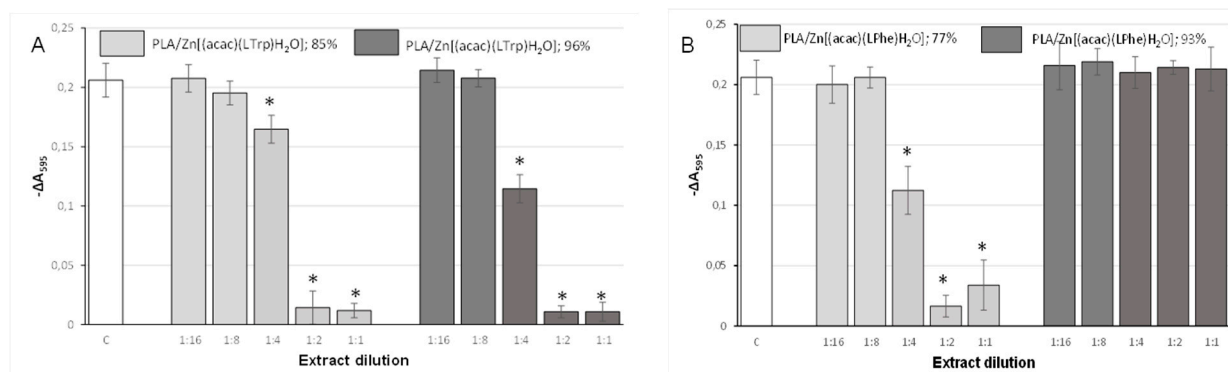 A
PLA/Zn[(acac)(LTrp)H₂O]; 85%
PLA/Zn[(acac)(LTrp)H₂O]; 96%
0,25
0,2
0,15
0,1
0,05
0
-ΔA₅₉₅
* * * * * *
C 1:16 1:8 1:4 1:2 1:1 1:16 1:8 1:4 1:2 1:1
Extract dilution
B
PLA/Zn[(acac)(LPhe)H₂O]; 77%
PLA/Zn[(acac)(LPhe)H₂O]; 93%
0,25
0,2
0,15
0,1
0,05
0
-ΔA₅₉₅
* * *
C 1:16 1:8 1:4 1:2 1:1 1:16 1:8 1:4 1:2 1:1
Extract dilution